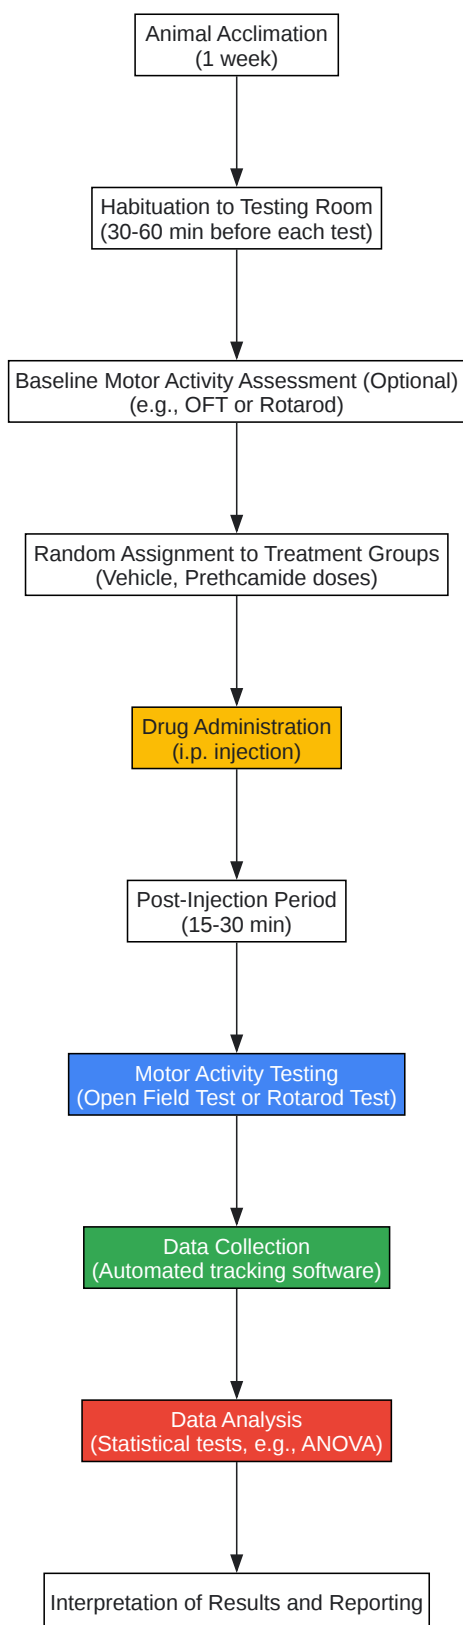 Animal Acclimation
(1 week)
Habituation to Testing Room
(30-60 min before each test)
Baseline Motor Activity Assessment (Optional)
(e.g., OFT or Rotarod)
Random Assignment to Treatment Groups
(Vehicle, Prethcamide doses)
Drug Administration
(i.p. injection)
Post-Injection Period
(15-30 min)
Motor Activity Testing
(Open Field Test or Rotarod Test)
Data Collection
(Automated tracking software)
Data Analysis
(Statistical tests, e.g., ANOVA)
Interpretation of Results and Reporting